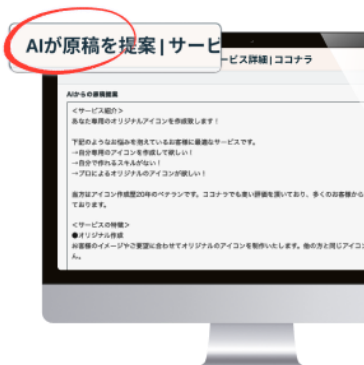 AIが原稿を提案 | サービ
ービス詳細 | ココナラ
AIからの原稿提案
＜サービス紹介＞
あなた専用のオリジナルアイコンを作成致します！
下記のようなお悩みを抱えているお客様に最適なサービスです。
→自分専用のアイコンを作成して欲しい！
→自分で作れるスキルがない！
→プロによるオリジナルのアイコンが欲しい！
当方はアイコン作成歴20年のベテランです。ココナラでも高い評価を頂いており、多くのお客様から
ております。
＜サービスの特徴＞
●オリジナル作成
お客様のイメージやご要望に合わせてオリジナルのアイコンを制作いたします。他の方と同じアイコ
ん。